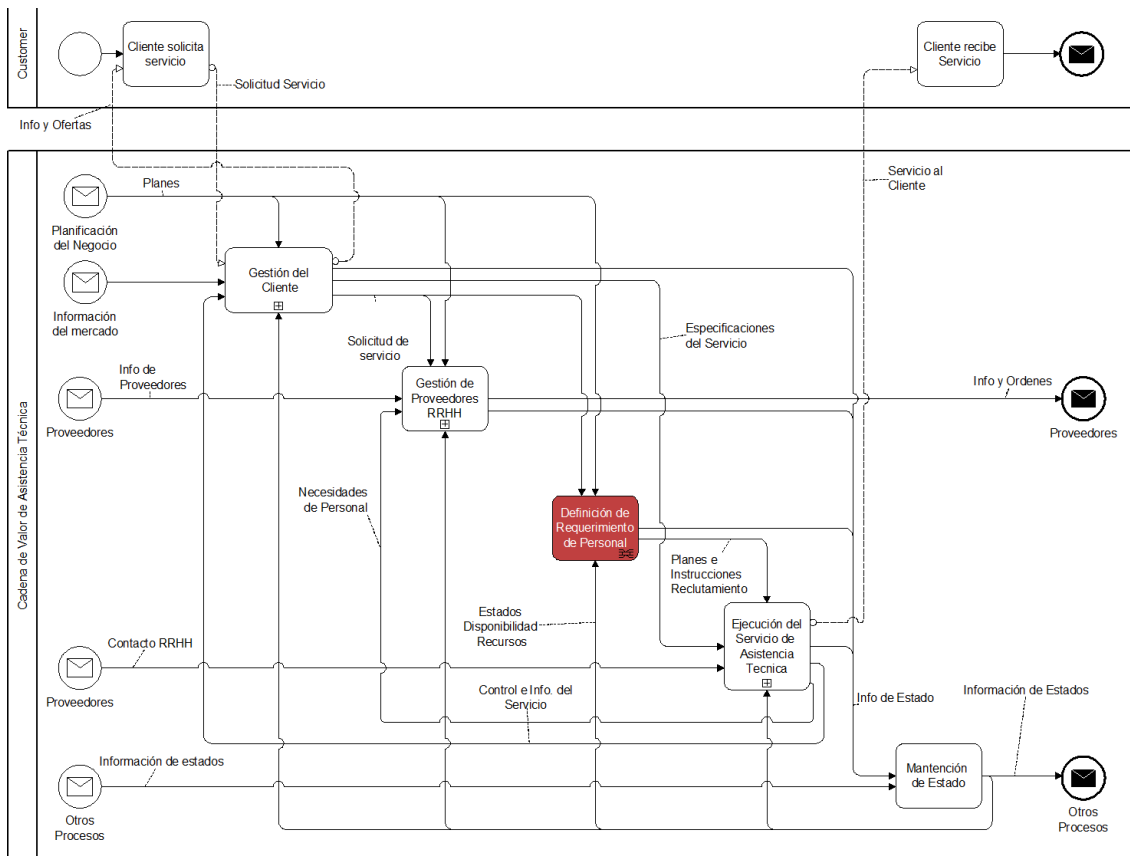 Customer
Cliente solicita
servicio
Cliente recibe
Servicio
Solicitud Servicio
Info y Ofertas
Cadena de Valor de Asistencia Técnica
Planes
Servicio al
Cliente
Planificación
del Negocio
Gestión del
Cliente
Información
del mercado
Solicitud de
servicio
Especificaciones
del Servicio
Info de
Proveedores
Gestión de
Proveedores
RRHH
Info y Ordenes
Proveedores
Proveedores
Necesidades
de Personal
Definición de
Requerimiento
de Personal
Planes e
Instrucciones
Reclutamiento
Estados
Disponibilidad
Recursos
Ejecución del
Servicio de
Asistencia
Tecnica
Contacto RRHH
Proveedores
Control e Info. del
Servicio
Info de Estado
Información de Estados
Información de estados
Mantención
de Estado
Otros
Procesos
Otros
Procesos